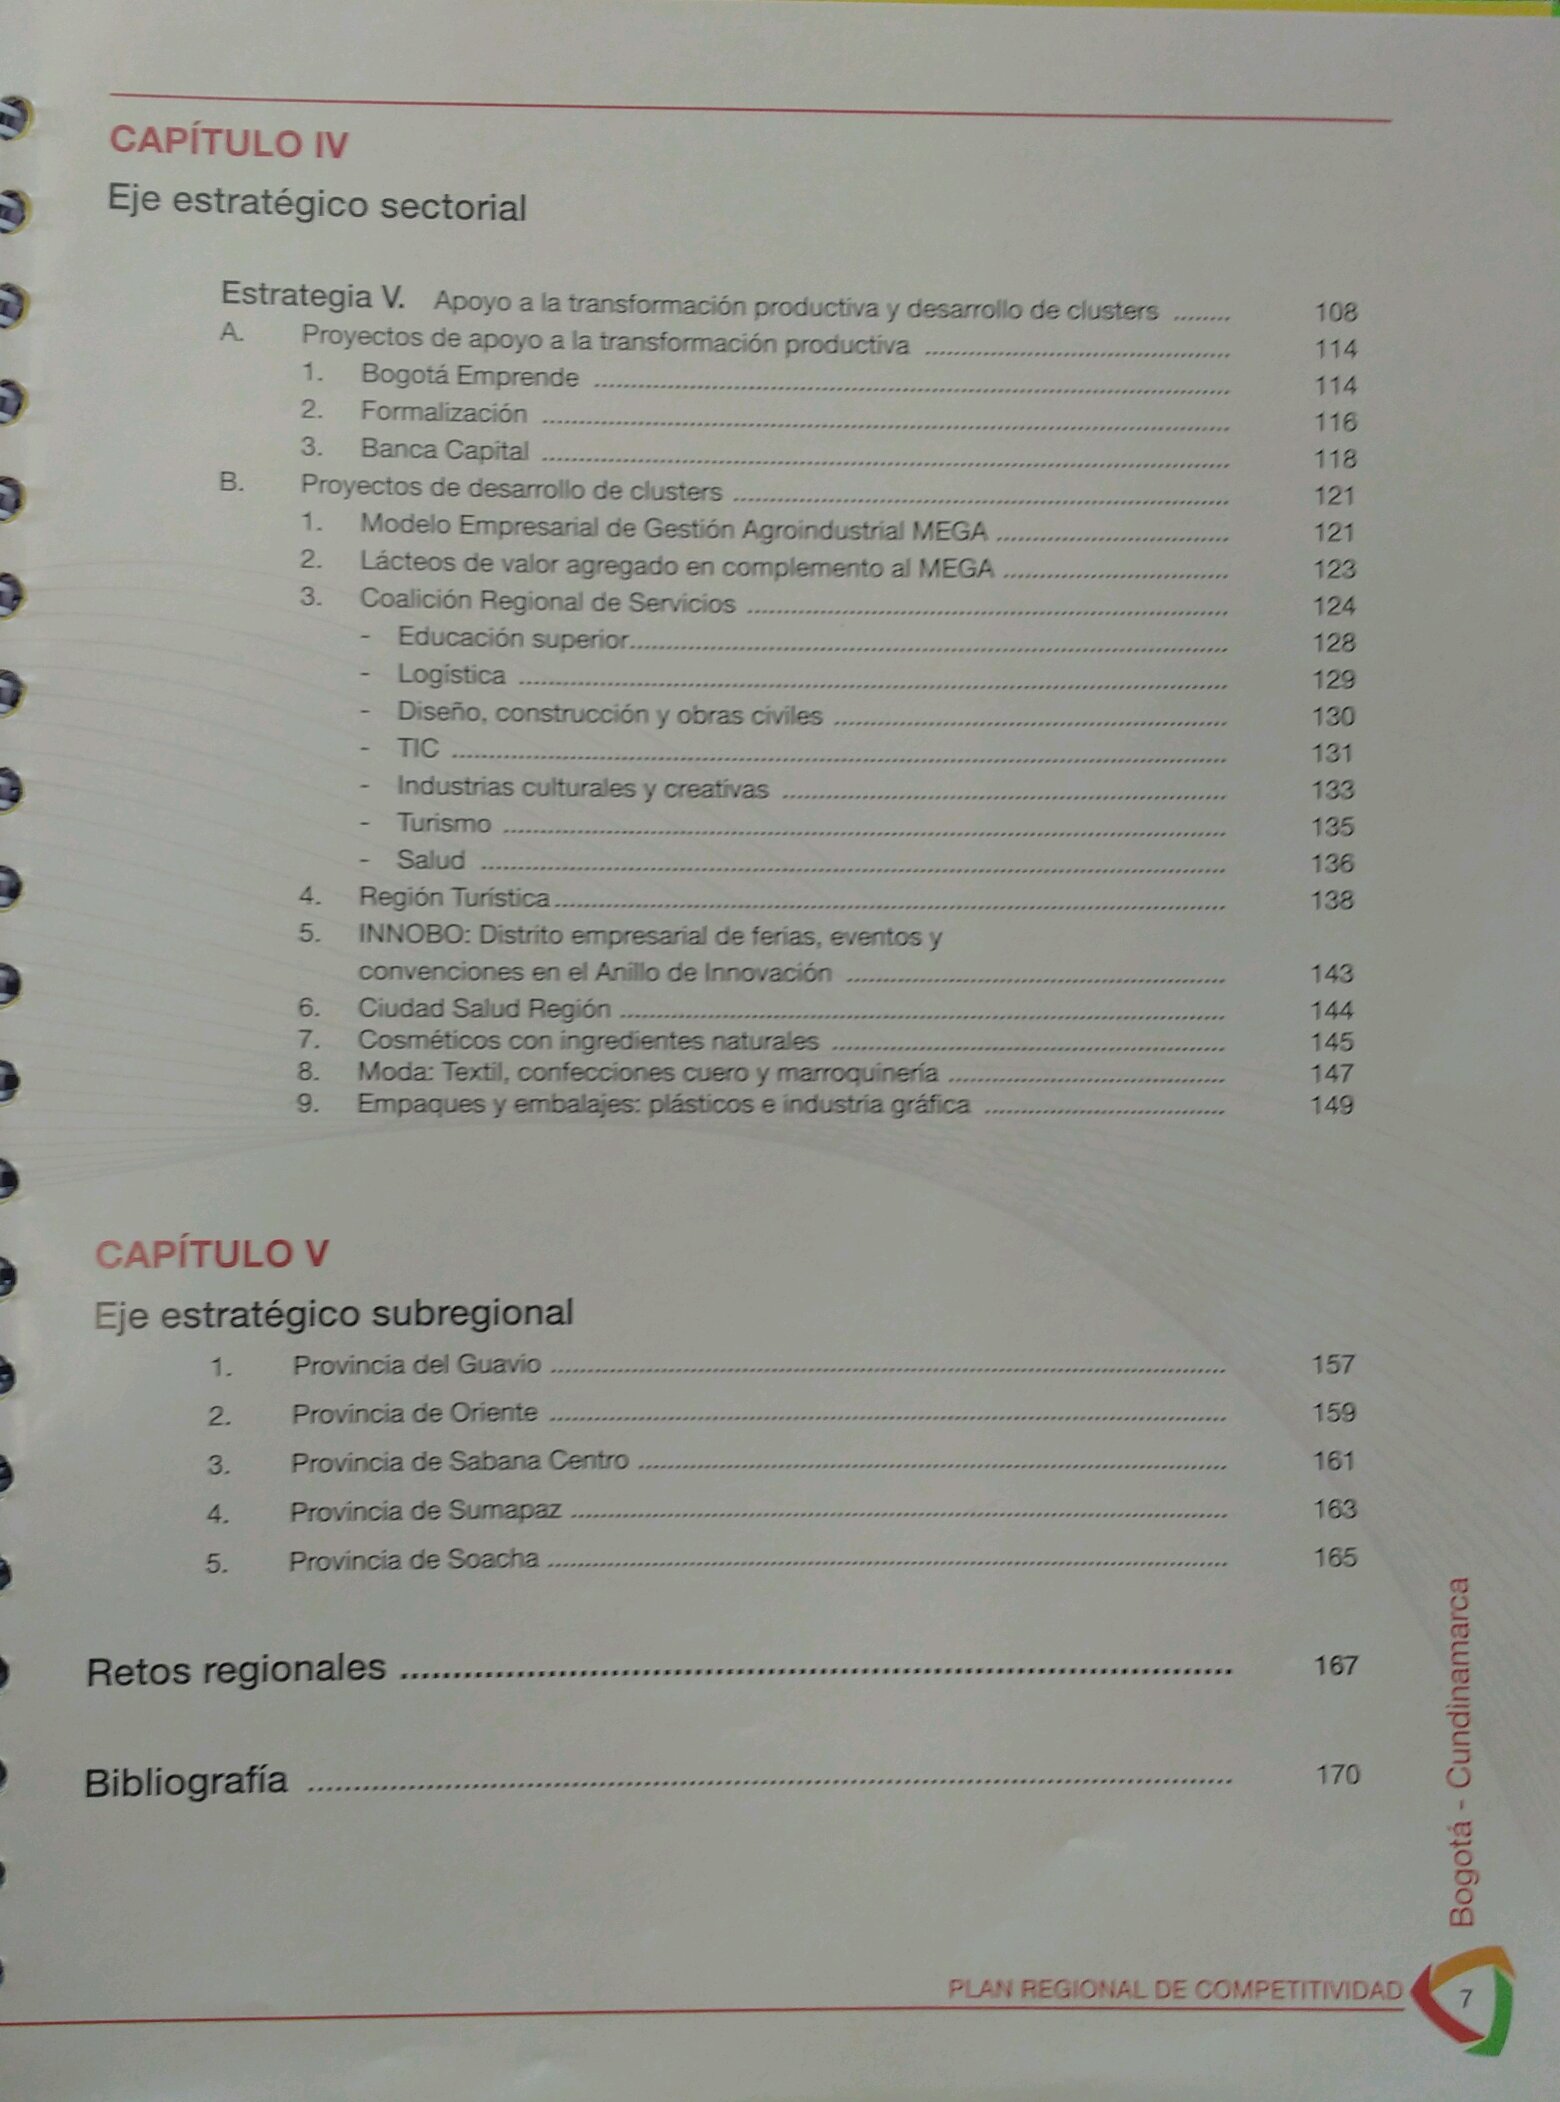 CAPÍTULO IV
Eje estratégico sectorial
Estrategia V. Apoyo a la transformación productiva y desarrollo de clusters ........ 108
A. Proyectos de apoyo a la transformación productiva ........ 114
1. Bogotá Emprende ........ 114
2. Formalización ........ 116
3. Banca Capital ........ 118
B. Proyectos de desarrollo de clusters ........ 121
1. Modelo Empresarial de Gestión Agroindustrial MEGA ........ 121
2. Lácteos de valor agregado en complemento al MEGA ........ 123
3. Coalición Regional de Servicios ........ 124
- Educación superior ........ 128
- Logística ........ 129
- Diseño, construcción y obras civiles ........ 130
- TIC ........ 131
- Industrias culturales y creativas ........ 133
- Turismo ........ 135
- Salud ........ 136
4. Región Turística ........ 138
5. INNOBO: Distrito empresarial de ferias, eventos y
convenciones en el Anillo de Innovación ........ 143
6. Ciudad Salud Región ........ 144
7. Cosméticos con ingredientes naturales ........ 145
8. Moda: Textil, confecciones cuero y marroquinería ........ 147
9. Empaques y embalajes: plásticos e industria gráfica ........ 149
CAPÍTULO V
Eje estratégico subregional
1. Provincia del Guavio ........ 157
2. Provincia de Oriente ........ 159
3. Provincia de Sabana Centro ........ 161
4. Provincia de Sumapaz ........ 163
5. Provincia de Soacha ........ 165
Retos regionales ........ 167
Bibliografía ........ 170
Bogotá - Cundinamarca
PLAN REGIONAL DE COMPETITIVIDAD 7